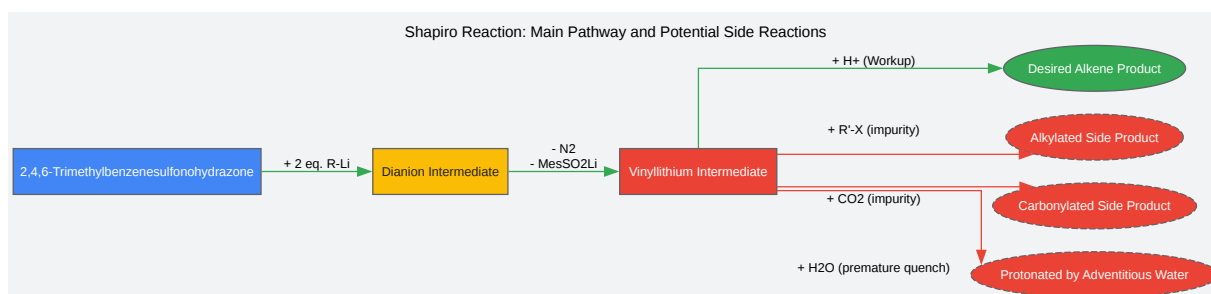 Shapiro Reaction: Main Pathway and Potential Side Reactions
+ H+ (Workup)
Desired Alkene Product
+ R'-X (impurity)
Alkylated Side Product
2,4,6-Trimethylbenzenesulfonohydrazone
+ 2 eq. R-Li
Dianion Intermediate
- N2
- MesSO2Li
Vinyllithium Intermediate
+ CO2 (impurity)
Carbonylated Side Product
+ H2O (premature quench)
Protonated by Adventitious Water